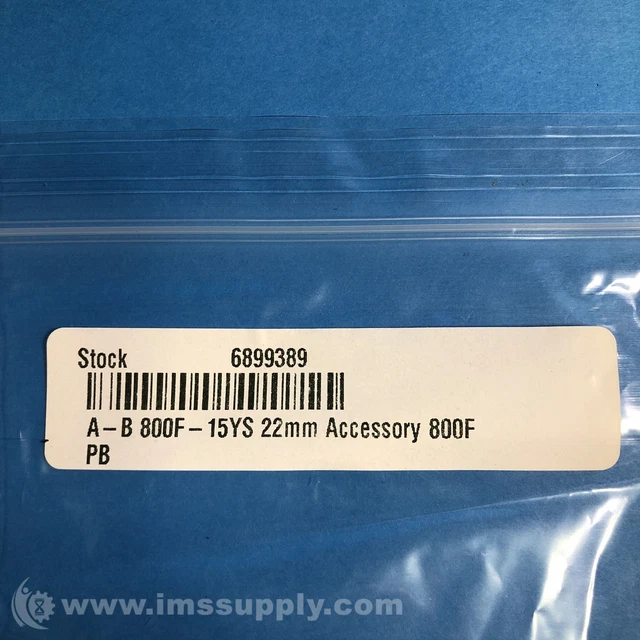 Stock 6899389
A-B 800F-15YS 22mm Accessory 800F
PB
www.imssupply.com